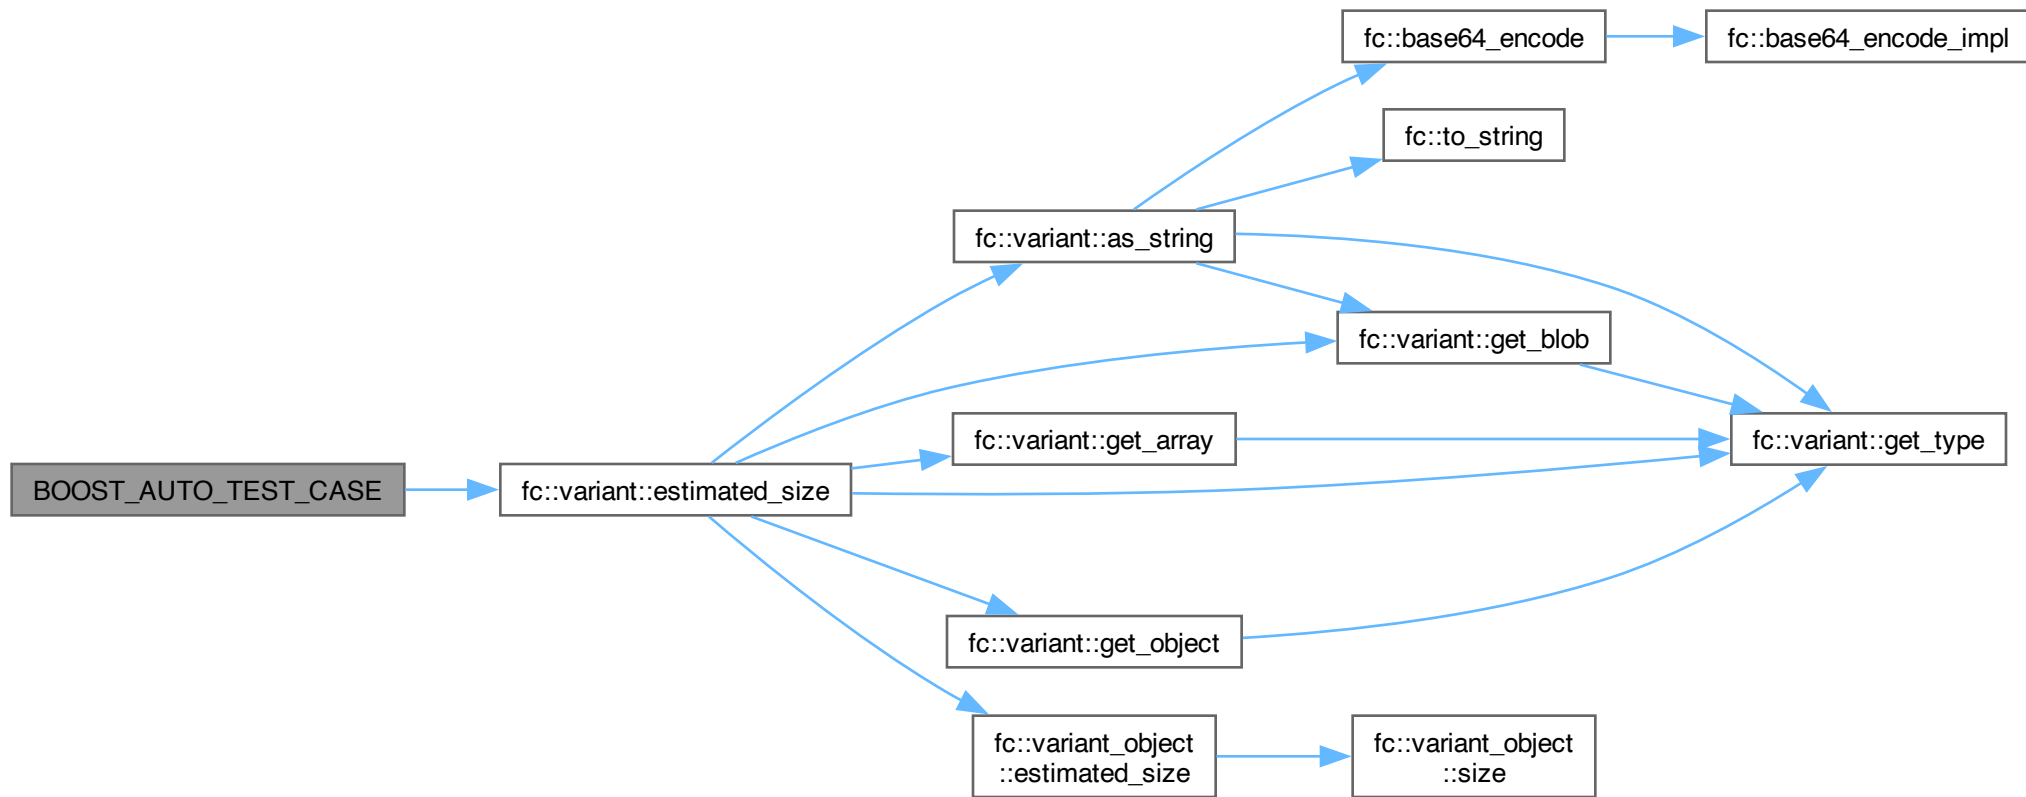 fc::base64_encode
fc::base64_encode_impl
fc::to_string
fc::variant::as_string
fc::variant::get_blob
fc::variant::get_array
fc::variant::get_type
BOOST_AUTO_TEST_CASE
fc::variant::estimated_size
fc::variant::get_object
fc::variant_object
::estimated_size
fc::variant_object
::size